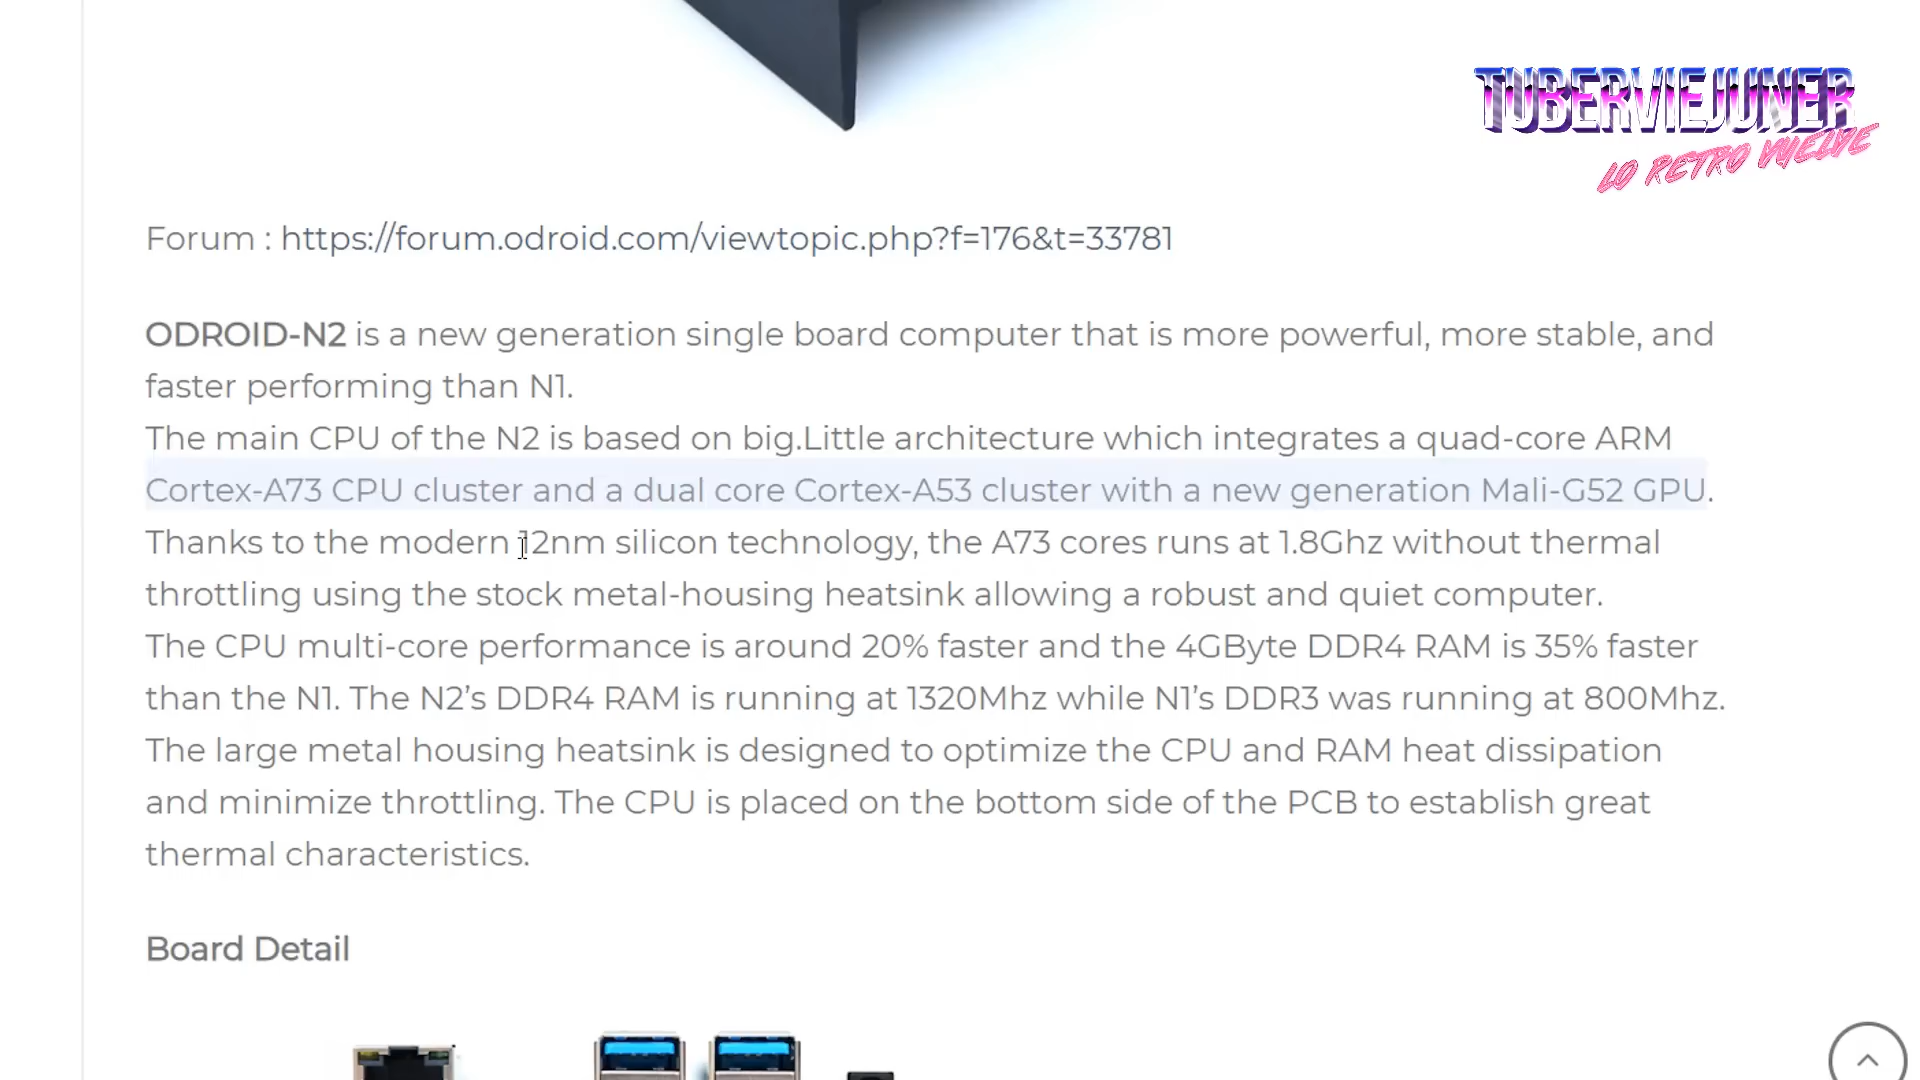 TUBERVIEJUNER
LO RETRO VUELVE
Forum : https://forum.odroid.com/viewtopic.php?f=176&t=33781
ODROID-N2 is a new generation single board computer that is more powerful, more stable, and
faster performing than N1.
The main CPU of the N2 is based on big.Little architecture which integrates a quad-core ARM
Cortex-A73 CPU cluster and a dual core Cortex-A53 cluster with a new generation Mali-G52 GPU.
Thanks to the modern 12nm silicon technology, the A73 cores runs at 1.8Ghz without thermal
throttling using the stock metal-housing heatsink allowing a robust and quiet computer.
The CPU multi-core performance is around 20% faster and the 4GByte DDR4 RAM is 35% faster
than the N1. The N2’s DDR4 RAM is running at 1320Mhz while N1’s DDR3 was running at 800Mhz.
The large metal housing heatsink is designed to optimize the CPU and RAM heat dissipation
and minimize throttling. The CPU is placed on the bottom side of the PCB to establish great
thermal characteristics.
Board Detail